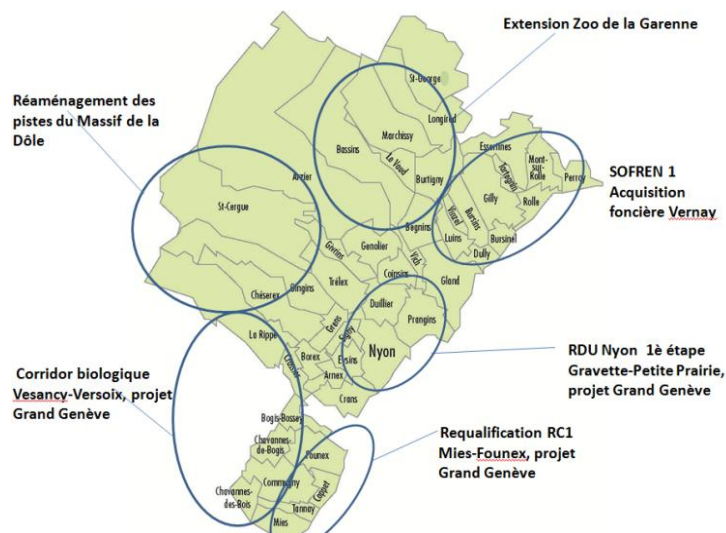 Extension Zoo de la Garenne
Réaménagement des
pistes du Massif de la
Dôle
SOFREN 1
Acquisition
foncière Vernay
RDU Nyon 1è étape
Gravette-Petite Prairie,
projet Grand Genève
Corridor biologique
Vesancy-Versoix, projet
Grand Genève
Requalification RC1
Mies-Founex, projet
Grand Genève
St-George
Longirod
Marchissy
Bassins
Le Vaud
Burtigny
Essertines
Mont-
sur-
Rolle
Tartegnin
Perroy
Gilly
Rolle
Vinzel
Bursins
Luins
Bursinel
Dully
Arzier
St-Cergue
Begnins
Genolier
Givrins
Vich
Coinsins
Gland
Trélex
Gingins
Chéserex
Duillier
Prangins
La Rippe
Grens
Signy
Nyon
Borex
Eysins
Arnex
Crassier
Crans
Bogis-Bossey
Chavannes-
de-Bogis
Founex
Commugny
Coppet
Chavannes-
des-Bois
Tannay
Mies